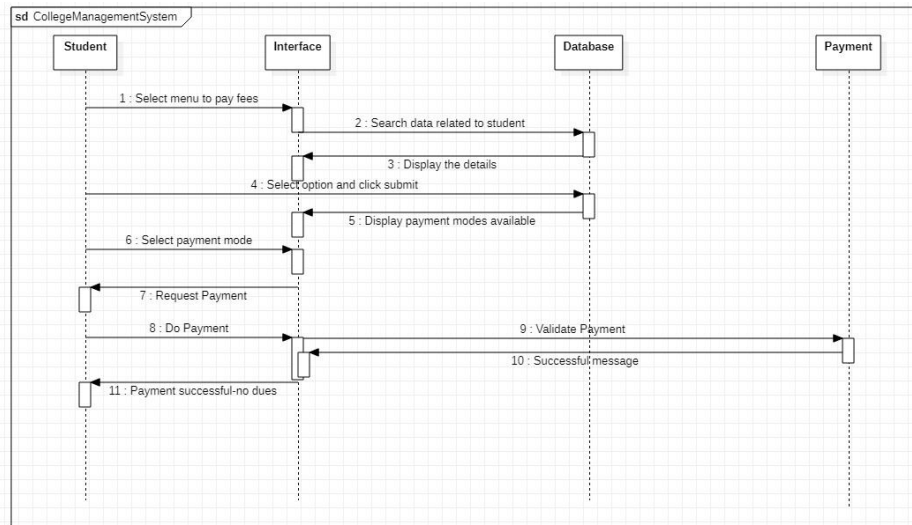 sd CollegeManagementSystem
Student
Interface
Database
Payment
1 : Select menu to pay fees
2 : Search data related to student
3 : Display the details
4 : Select option and click submit
5 : Display payment modes available
6 : Select payment mode
7 : Request Payment
8 : Do Payment
9 : Validate Payment
10 : Successful message
11 : Payment successful-no dues